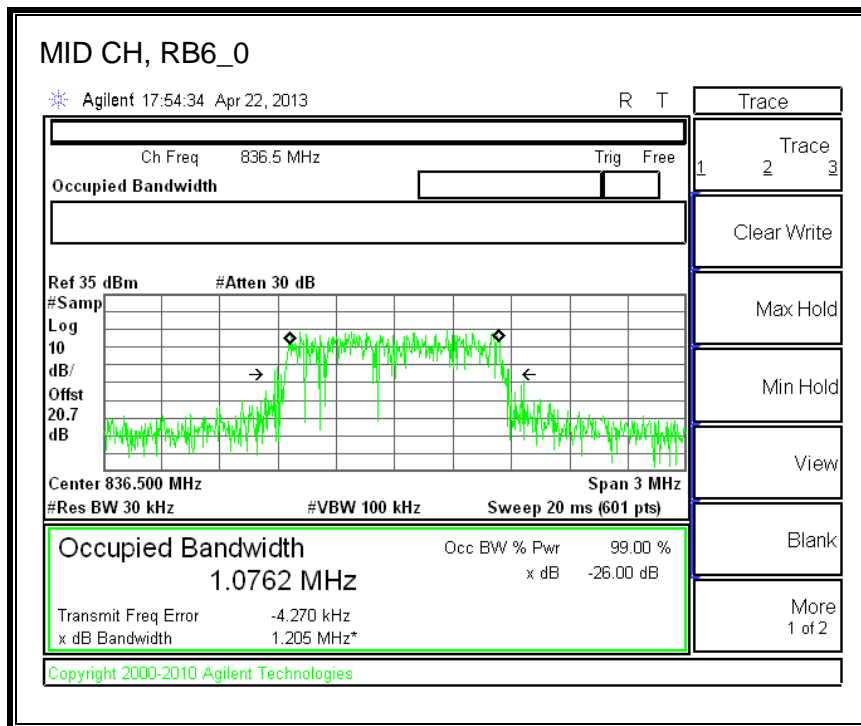 MID CH, RB6_0
Agilent 17:54:34 Apr 22, 2013 R T
Trace
Ch Freq 836.5 MHz Trig Free
Occupied Bandwidth
Trace
1 2 3
Clear Write
Max Hold
Min Hold
View
Blank
More
1 of 2
Ref 35 dBm #Atten 30 dB
#Samp
Log
10
dB/
Offst
20.7
dB
Center 836.500 MHz Span 3 MHz
#Res BW 30 kHz #VBW 100 kHz Sweep 20 ms (601 pts)
Occupied Bandwidth Occ BW % Pwr 99.00 %
1.0762 MHz x dB -26.00 dB
Transmit Freq Error -4.270 kHz
x dB Bandwidth 1.205 MHz*
Copyright 2000-2010 Agilent Technologies